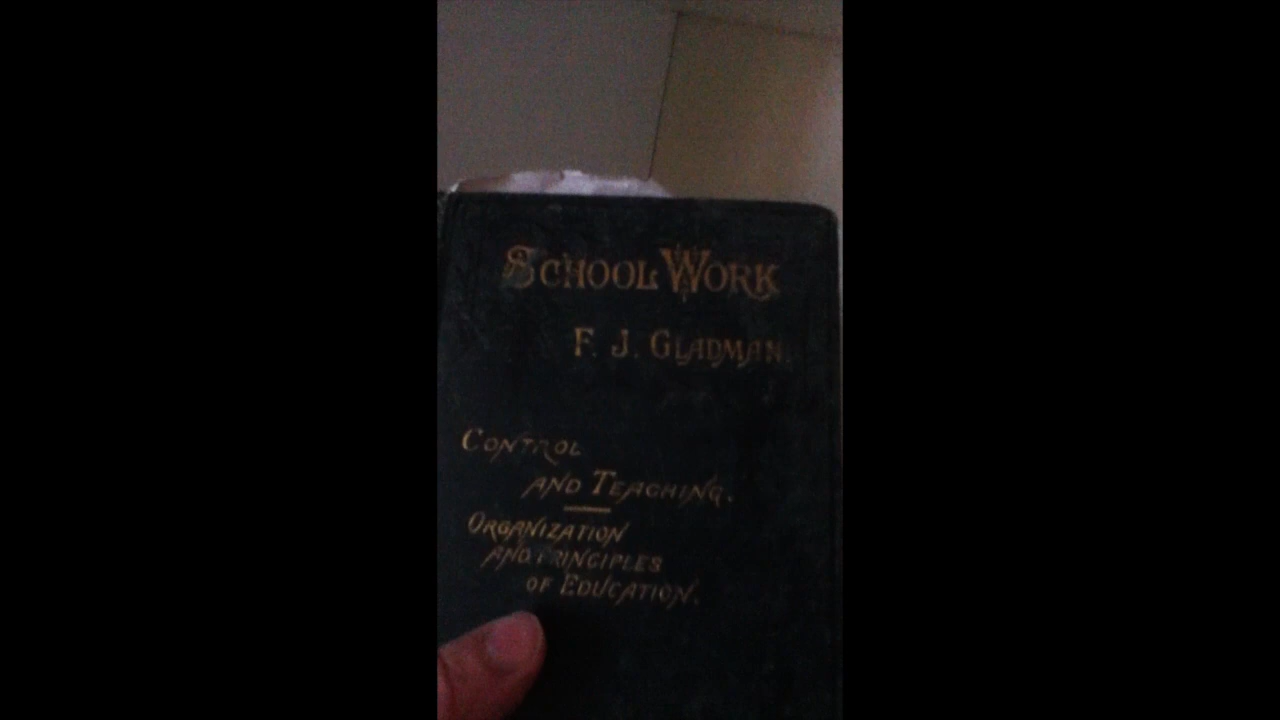 SCHOOL WORK
F. J. GLADMAN.
CONTROL
AND TEACHING.
ORGANIZATION
AND PRINCIPLES
OF EDUCATION.